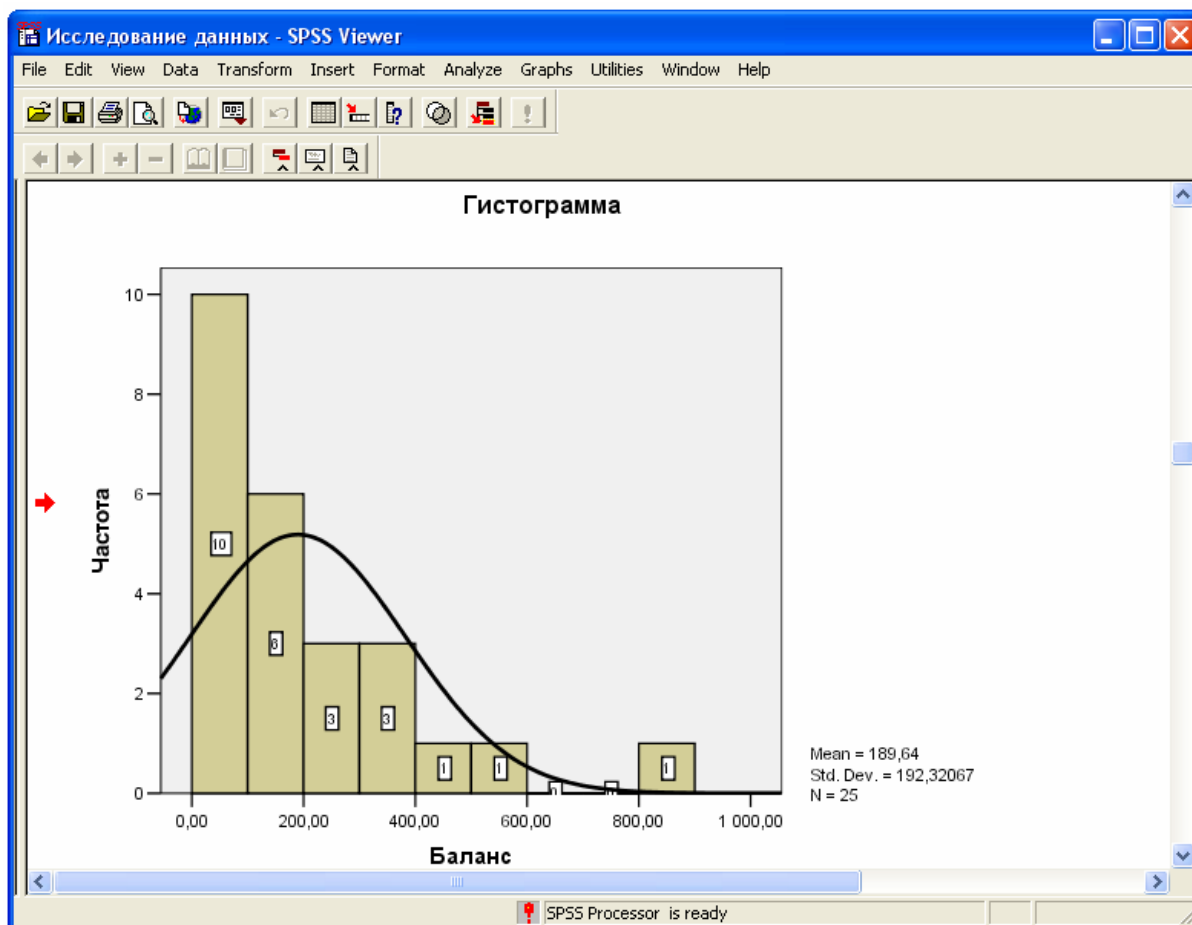 Исследование данных - SPSS Viewer
File Edit View Data Transform Insert Format Analyze Graphs Utilities Window Help
Гистограмма
10
8
6
4
2
0
Частота
10
6
3
3
1
1
1
0,00
200,00
400,00
600,00
800,00
1 000,00
Баланс
Mean = 189,64
Std. Dev. = 192,32067
N = 25
SPSS Processor is ready